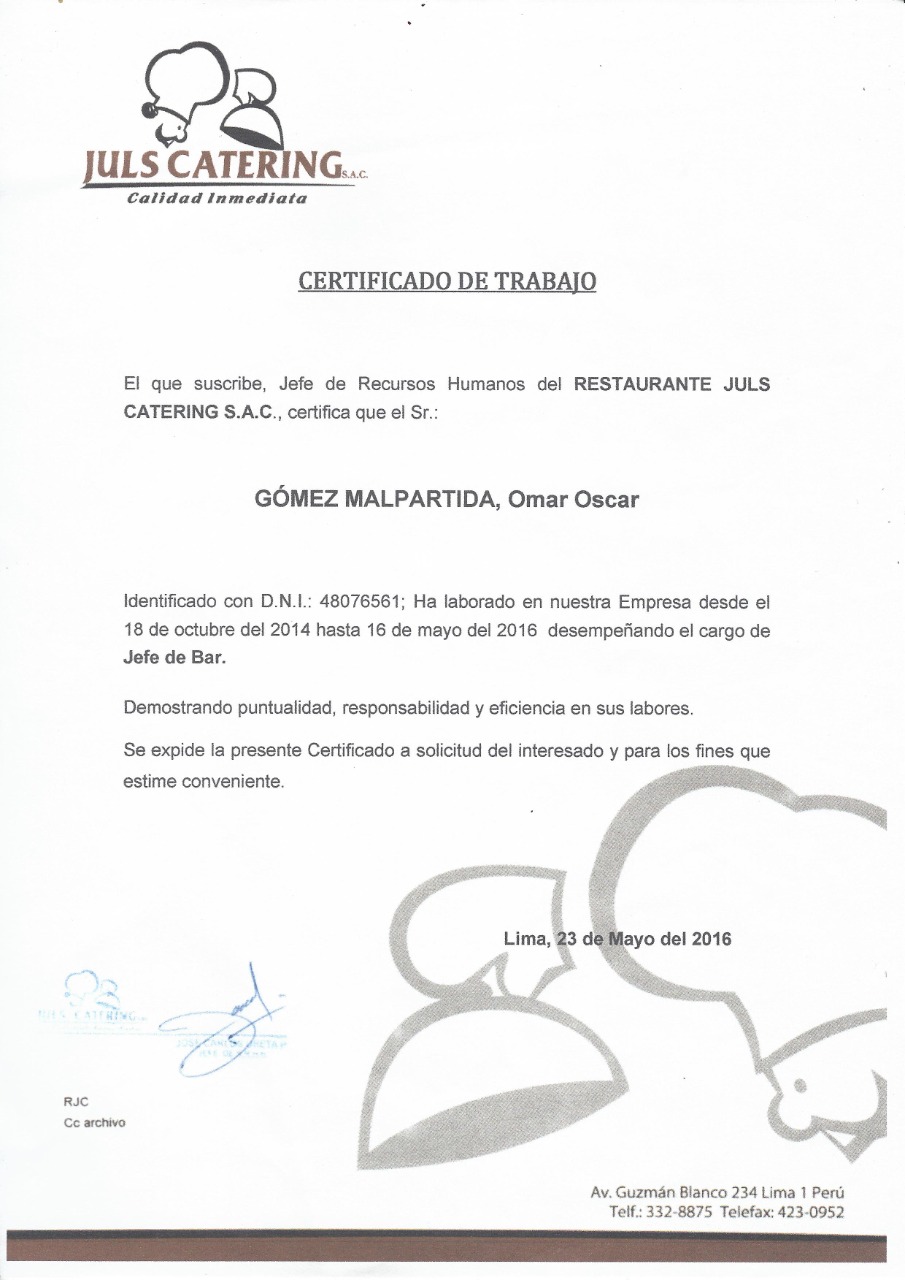 JULS CATERING S.A.C.
Calidad Inmediata
CERTIFICADO DE TRABAJO
El que suscribe, Jefe de Recursos Humanos del RESTAURANTE JULS
CATERING S.A.C., certifica que el Sr.:
GÓMEZ MALPARTIDA, Omar Oscar
Identificado con D.N.I.: 48076561; Ha laborado en nuestra Empresa desde el
18 de octubre del 2014 hasta 16 de mayo del 2016 desempeñando el cargo de
Jefe de Bar.
Demostrando puntualidad, responsabilidad y eficiencia en sus labores.
Se expide la presente Certificado a solicitud del interesado y para los fines que
estime conveniente.
Lima, 23 de Mayo del 2016
JULS CATERING
JOSE CARLOS
RJC
Cc archivo
Av. Guzmán Blanco 234 Lima 1 Perú
Telf.: 332-8875 Telefax: 423-0952